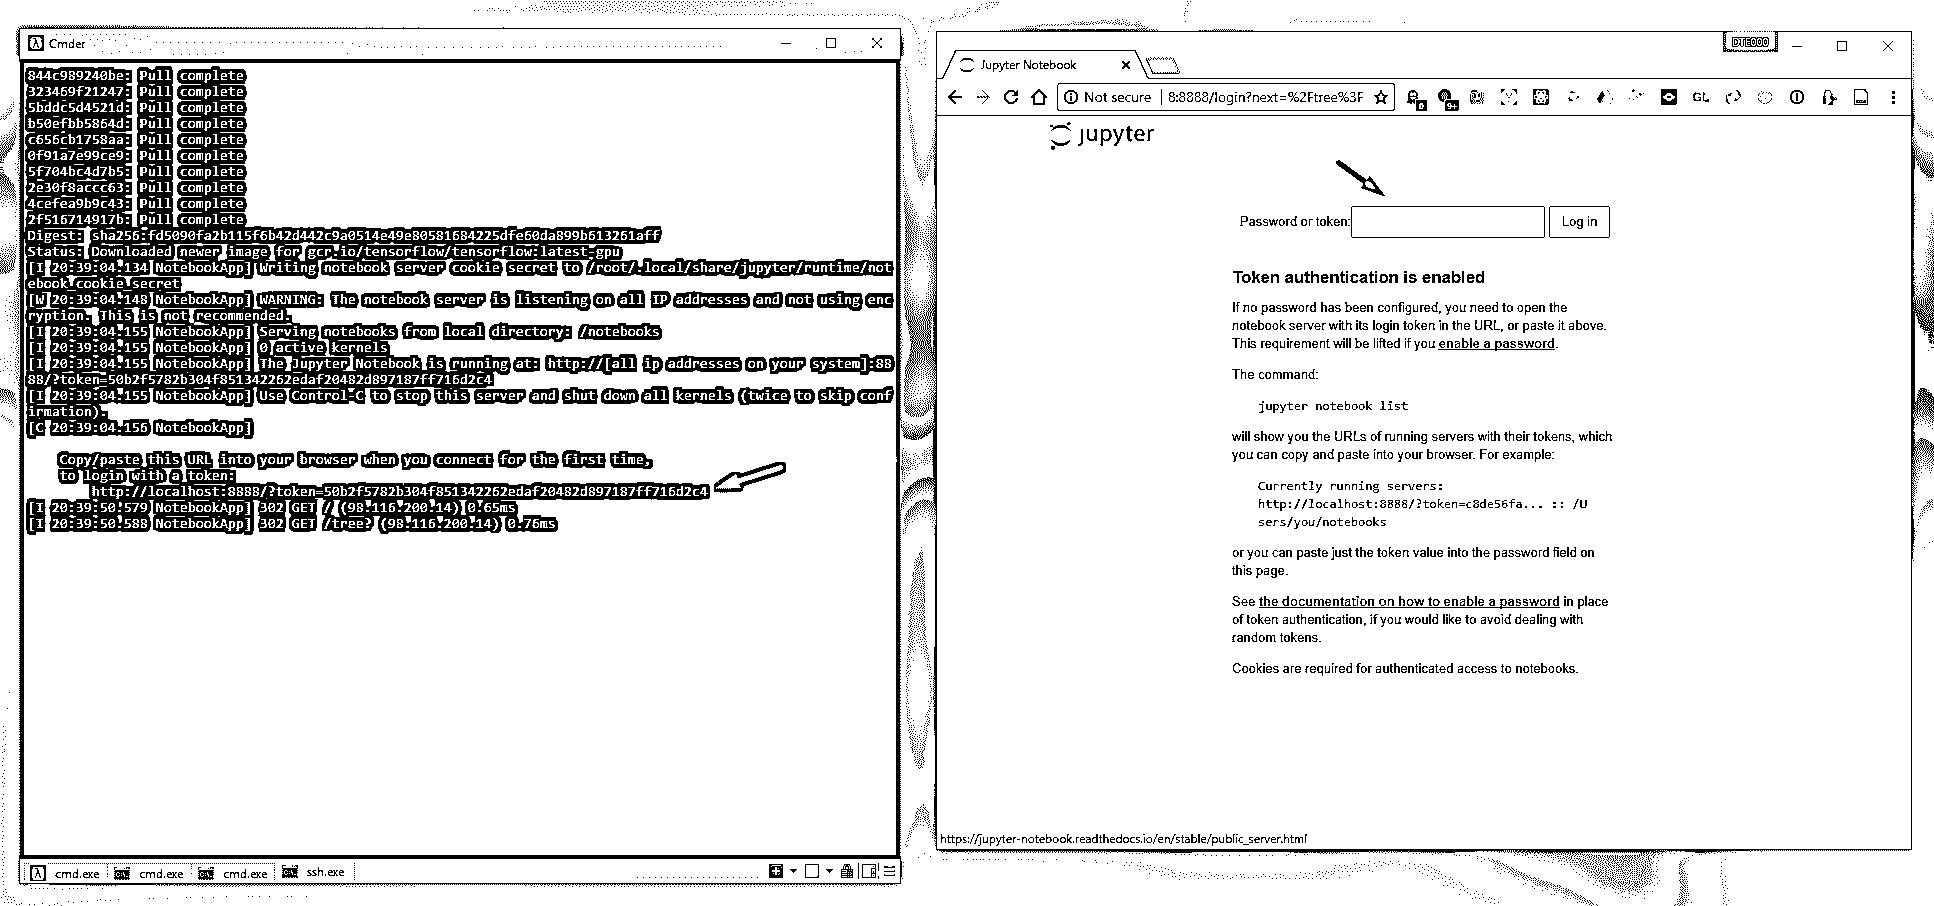 Cmder
844c989240be: Pull complete
323469f21247: Pull complete
5bddc5d4521d: Pull complete
b50efbb5864d: Pull complete
c656cb1758aa: Pull complete
0f91a7e99ce9: Pull complete
5f704bc4d7b5: Pull complete
2e30f8accc63: Pull complete
4cefea9b9c43: Pull complete
2f516714917b: Pull complete
Digest: sha256:fd5090fa2b115f6b42d442c9a0514e49e80581684225dfe60da899b613261aff
Status: Downloaded newer image for gcr.io/tensorflow/tensorflow:latest-gpu
[I 20:39:04.134 NotebookApp] Writing notebook server cookie secret to /root/.local/share/jupyter/runtime/not
ebook_cookie_secret
[W 20:39:04.148 NotebookApp] WARNING: The notebook server is listening on all IP addresses and not using enc
ryption. This is not recommended.
[I 20:39:04.155 NotebookApp] Serving notebooks from local directory: /notebooks
[I 20:39:04.155 NotebookApp] 0 active kernels
[I 20:39:04.155 NotebookApp] The Jupyter Notebook is running at: http://[all ip addresses on your system]:88
88/?token=50b2f5782b304f851342262edaf20482d897187ff716d2c4
[I 20:39:04.155 NotebookApp] Use Control-C to stop this server and shut down all kernels (twice to skip conf
irmation).
[C 20:39:04.156 NotebookApp]
Copy/paste this URL into your browser when you connect for the first time,
to login with a token:
http://localhost:8888/?token=50b2f5782b304f851342262edaf20482d897187ff716d2c4
[I 20:39:50.579 NotebookApp] 302 GET / (98.116.200.14) 0.65ms
[I 20:39:50.588 NotebookApp] 302 GET /tree? (98.116.200.14) 0.76ms
cmd.exe cmd.exe cmd.exe ssh.exe
DTE000
Jupyter Notebook
Not secure 8:8888/login?next=%2Ftree%3F
0 9+ GL
jupyter
Password or token: Log in
Token authentication is enabled
If no password has been configured, you need to open the
notebook server with its login token in the URL, or paste it above.
This requirement will be lifted if you enable a password.
The command:
jupyter notebook list
will show you the URLs of running servers with their tokens, which
you can copy and paste into your browser. For example:
Currently running servers:
http://localhost:8888/?token=c8de56fa... :: /U
sers/you/notebooks
or you can paste just the token value into the password field on
this page.
See the documentation on how to enable a password in place
of token authentication, if you would like to avoid dealing with
random tokens.
Cookies are required for authenticated access to notebooks.
https://jupyter-notebook.readthedocs.io/en/stable/public_server.html